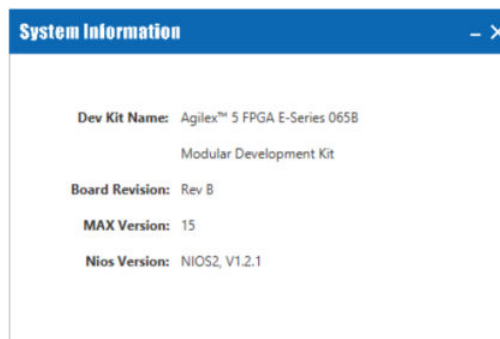 System Information
Dev Kit Name: Agilex™ 5 FPGA E-Series 065B
Modular Development Kit
Board Revision: Rev B
MAX Version: 15
Nios Version: NIOS2, V1.2.1